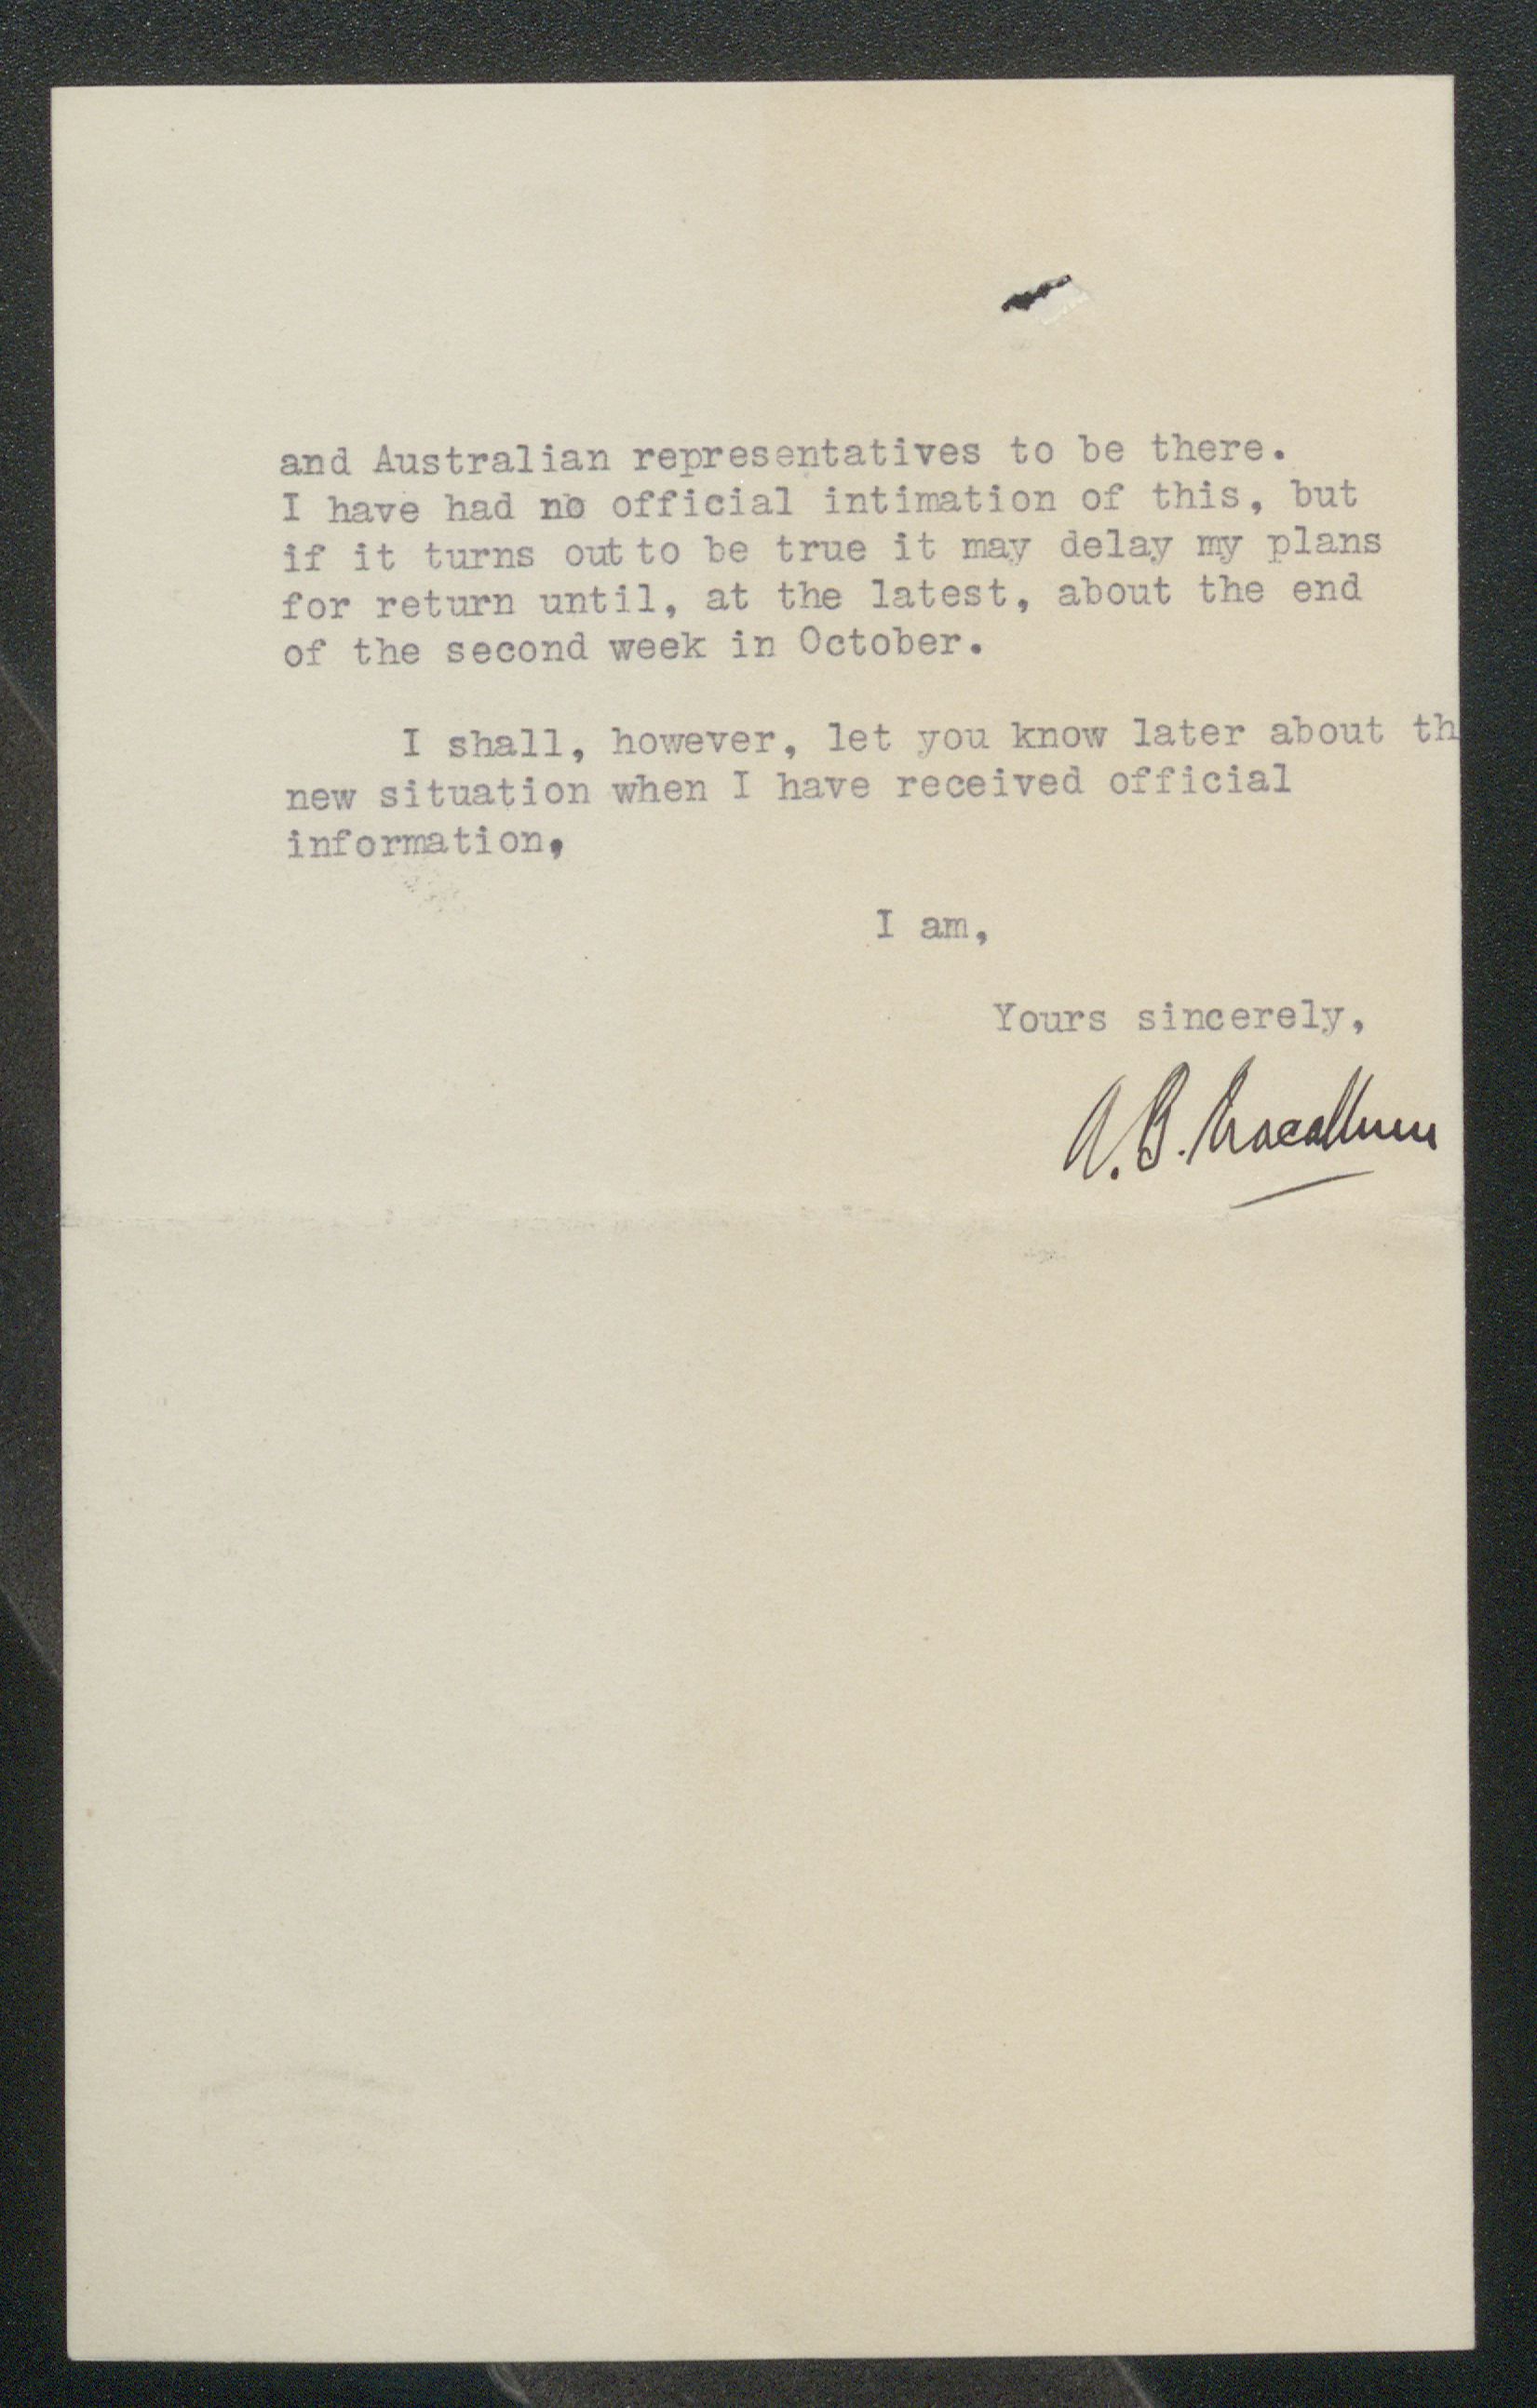 and Australian representatives to be there.
I have had no official intimation of this, but
if it turns out to be true it may delay my plans
for return until, at the latest, about the end
of the second week in October.
I shall, however, let you know later about th
new situation when I have received official
information,
I am,
Yours sincerely,
A. B. Macallum